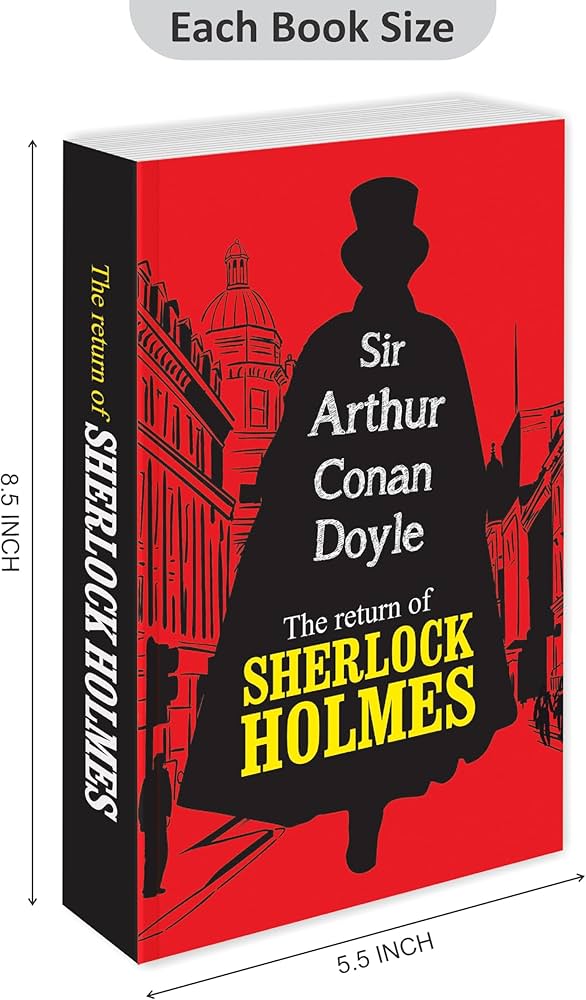 Each Book Size
8.5 INCH
The return of SHERLOCK HOLMES
Sir
Arthur
Conan
Doyle
The return of
SHERLOCK
HOLMES
5.5 INCH